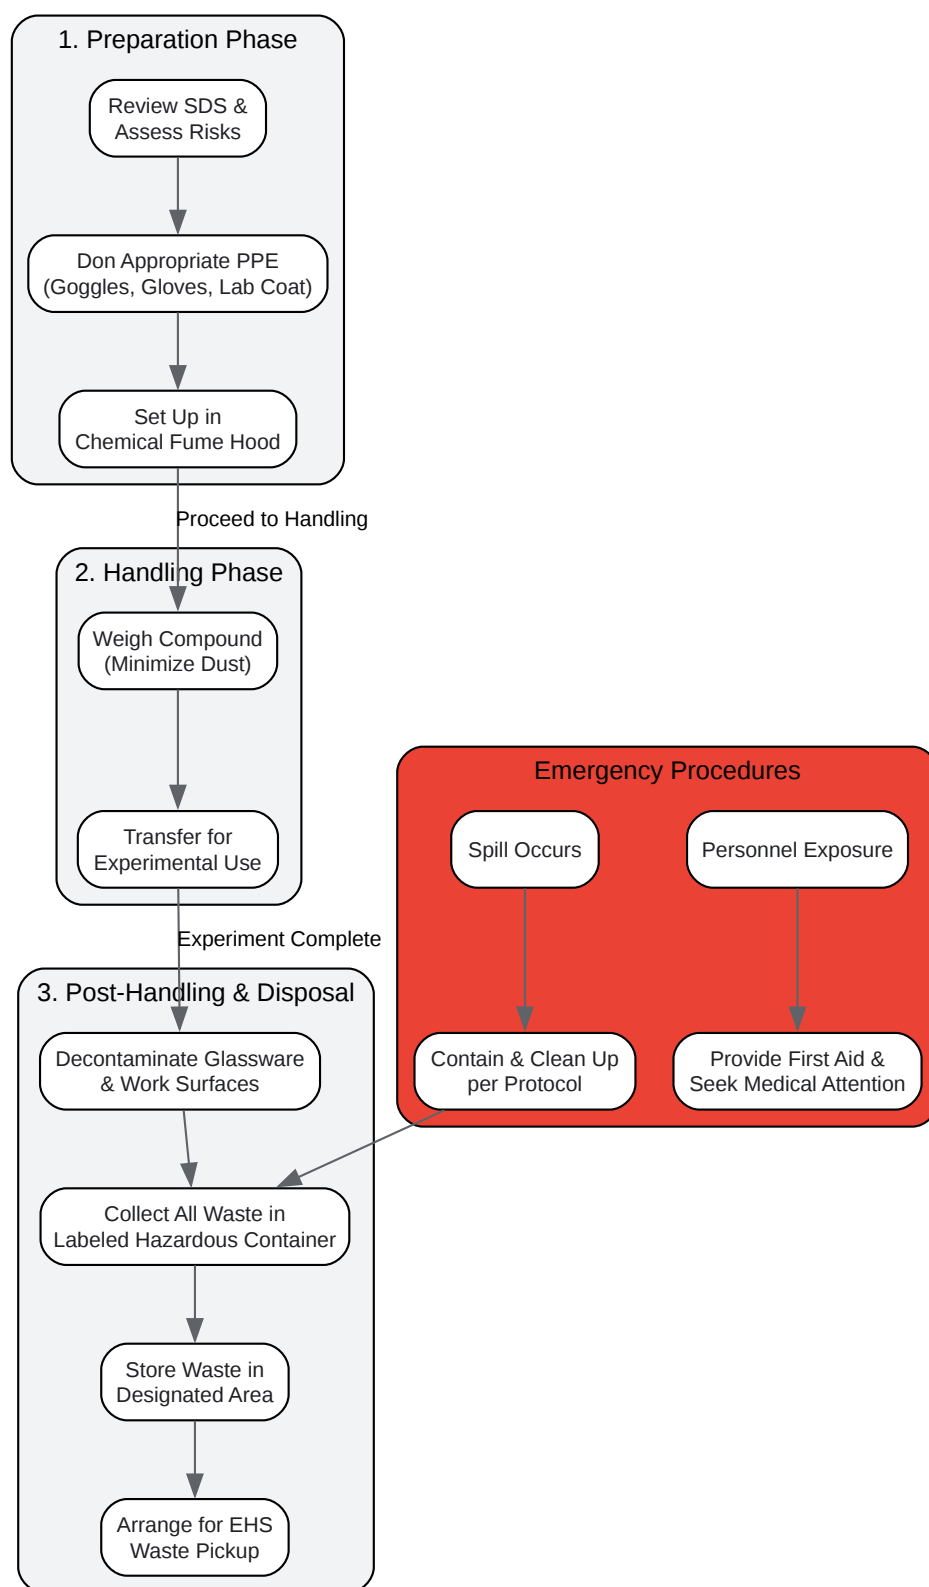 1. Preparation Phase
Review SDS &
Assess Risks
Don Appropriate PPE
(Goggles, Gloves, Lab Coat)
Set Up in
Chemical Fume Hood
Proceed to Handling
2. Handling Phase
Weigh Compound
(Minimize Dust)
Transfer for
Experimental Use
Experiment Complete
Emergency Procedures
Spill Occurs
Personnel Exposure
Contain & Clean Up
per Protocol
Provide First Aid &
Seek Medical Attention
3. Post-Handling & Disposal
Decontaminate Glassware
& Work Surfaces
Collect All Waste in
Labeled Hazardous Container
Store Waste in
Designated Area
Arrange for EHS
Waste Pickup